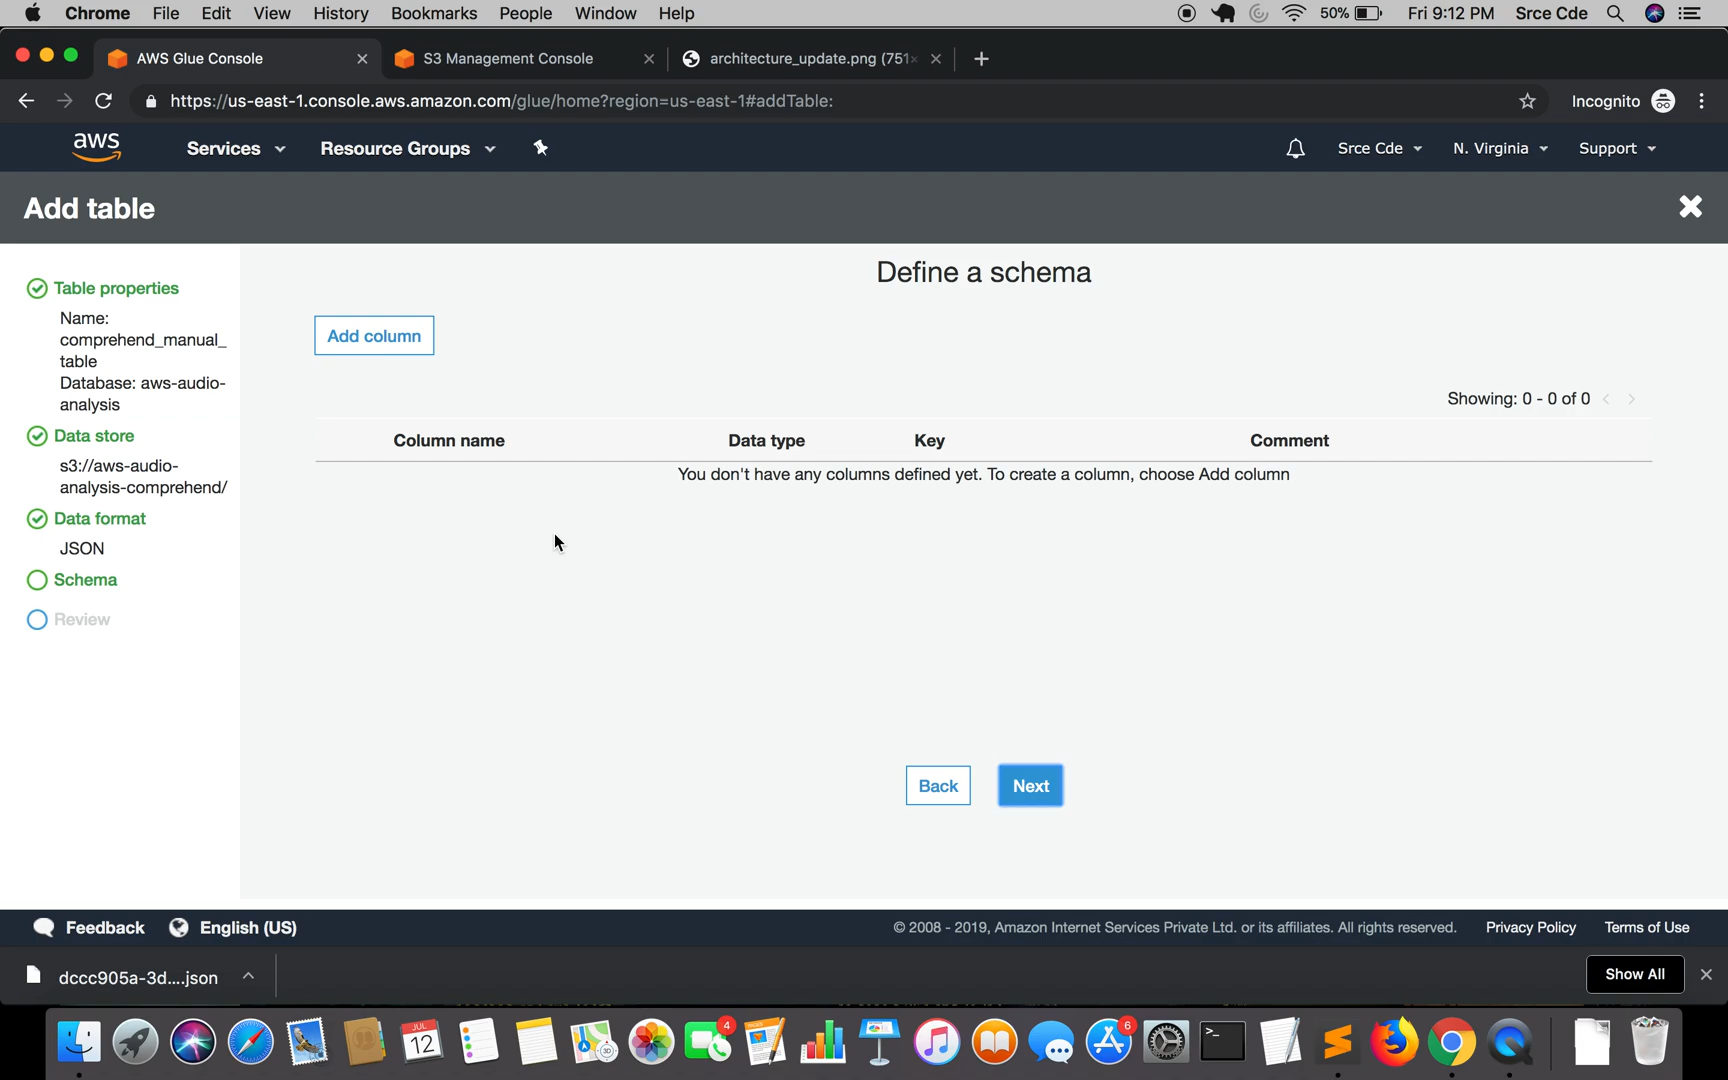 Chrome File Edit View History Bookmarks People Window Help 50% Fri 9:12 PM Srce Cde
AWS Glue Console S3 Management Console architecture_update.png (751×
https://us-east-1.console.aws.amazon.com/glue/home?region=us-east-1#addTable: Incognito
aws Services Resource Groups Srce Cde N. Virginia Support
Add table
Table properties
Name:
comprehend_manual_
table
Database: aws-audio-
analysis
Data store
s3://aws-audio-
analysis-comprehend/
Data format
JSON
Schema
Review
Define a schema
Add column
Showing: 0 - 0 of 0
Column name Data type Key Comment
You don't have any columns defined yet. To create a column, choose Add column
Back Next
Feedback English (US) © 2008 - 2019, Amazon Internet Services Private Ltd. or its affiliates. All rights reserved. Privacy Policy Terms of Use
dccc905a-3d....json Show All
JUL
12
3D
4
PAGES
6